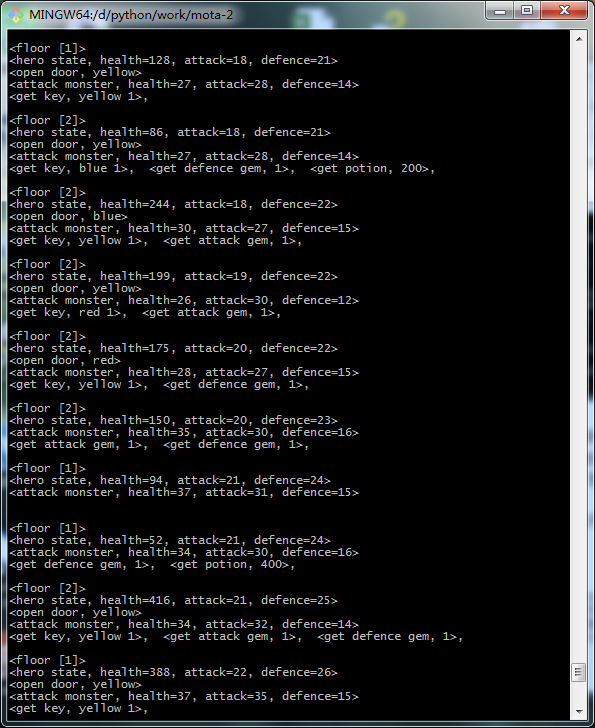 MINGW64:/d/python/work/mota-2
<floor [1]>
<hero state, health=128, attack=18, defence=21>
<open door, yellow>
<attack monster, health=27, attack=28, defence=14>
<get key, yellow 1>,
<floor [2]>
<hero state, health=86, attack=18, defence=21>
<open door, yellow>
<attack monster, health=27, attack=28, defence=14>
<get key, blue 1>,  <get defence gem, 1>,  <get potion, 200>,
<floor [2]>
<hero state, health=244, attack=18, defence=22>
<open door, blue>
<attack monster, health=30, attack=27, defence=15>
<get key, yellow 1>,  <get attack gem, 1>,
<floor [2]>
<hero state, health=199, attack=19, defence=22>
<open door, yellow>
<attack monster, health=26, attack=30, defence=12>
<get key, red 1>,  <get attack gem, 1>,
<floor [2]>
<hero state, health=175, attack=20, defence=22>
<open door, red>
<attack monster, health=28, attack=27, defence=15>
<get key, yellow 1>,  <get defence gem, 1>,
<floor [2]>
<hero state, health=150, attack=20, defence=23>
<attack monster, health=35, attack=30, defence=16>
<get attack gem, 1>,  <get defence gem, 1>,
<floor [1]>
<hero state, health=94, attack=21, defence=24>
<attack monster, health=37, attack=31, defence=15>
<floor [1]>
<hero state, health=52, attack=21, defence=24>
<attack monster, health=34, attack=30, defence=16>
<get defence gem, 1>,  <get potion, 400>,
<floor [2]>
<hero state, health=416, attack=21, defence=25>
<open door, yellow>
<attack monster, health=34, attack=32, defence=14>
<get key, yellow 1>,  <get attack gem, 1>,  <get defence gem, 1>,
<floor [1]>
<hero state, health=388, attack=22, defence=26>
<open door, yellow>
<attack monster, health=37, attack=35, defence=15>
<get key, yellow 1>,